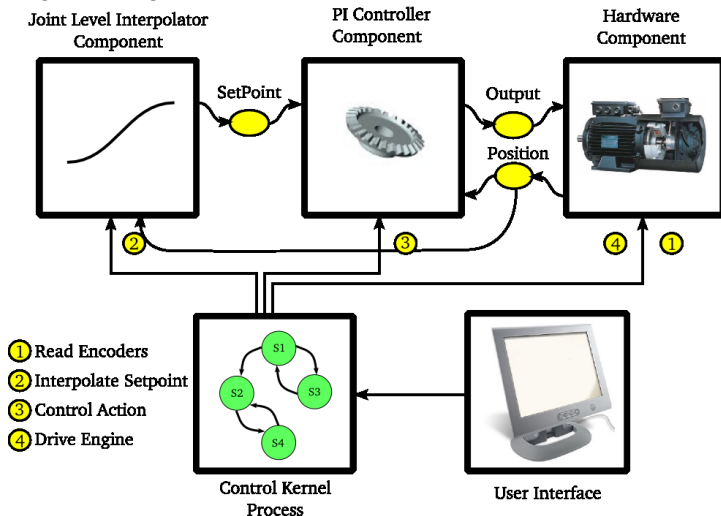 Joint Level Interpolator
Component
PI Controller
Component
Hardware
Component
SetPoint
Output
Position
2
3
4
1
1 Read Encoders
2 Interpolate Setpoint
3 Control Action
4 Drive Engine
S1
S2
S3
S4
Control Kernel
Process
User Interface